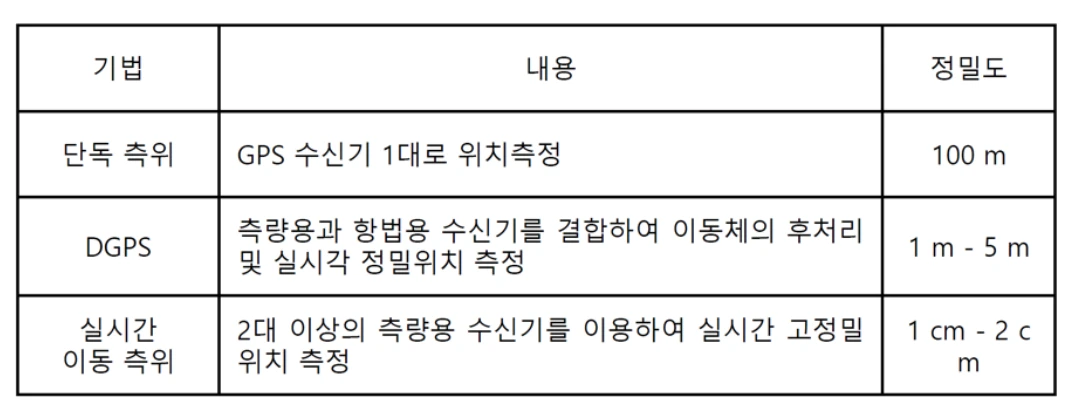 기법 내용 정밀도
단독 측위 GPS 수신기 1대로 위치측정 100 m
DGPS 측량용과 항법용 수신기를 결합하여 이동체의 후처리
및 실시각 정밀위치 측정 1 m - 5 m
실시간
이동 측위 2대 이상의 측량용 수신기를 이용하여 실시간 고정밀
위치 측정 1 cm - 2 c
m